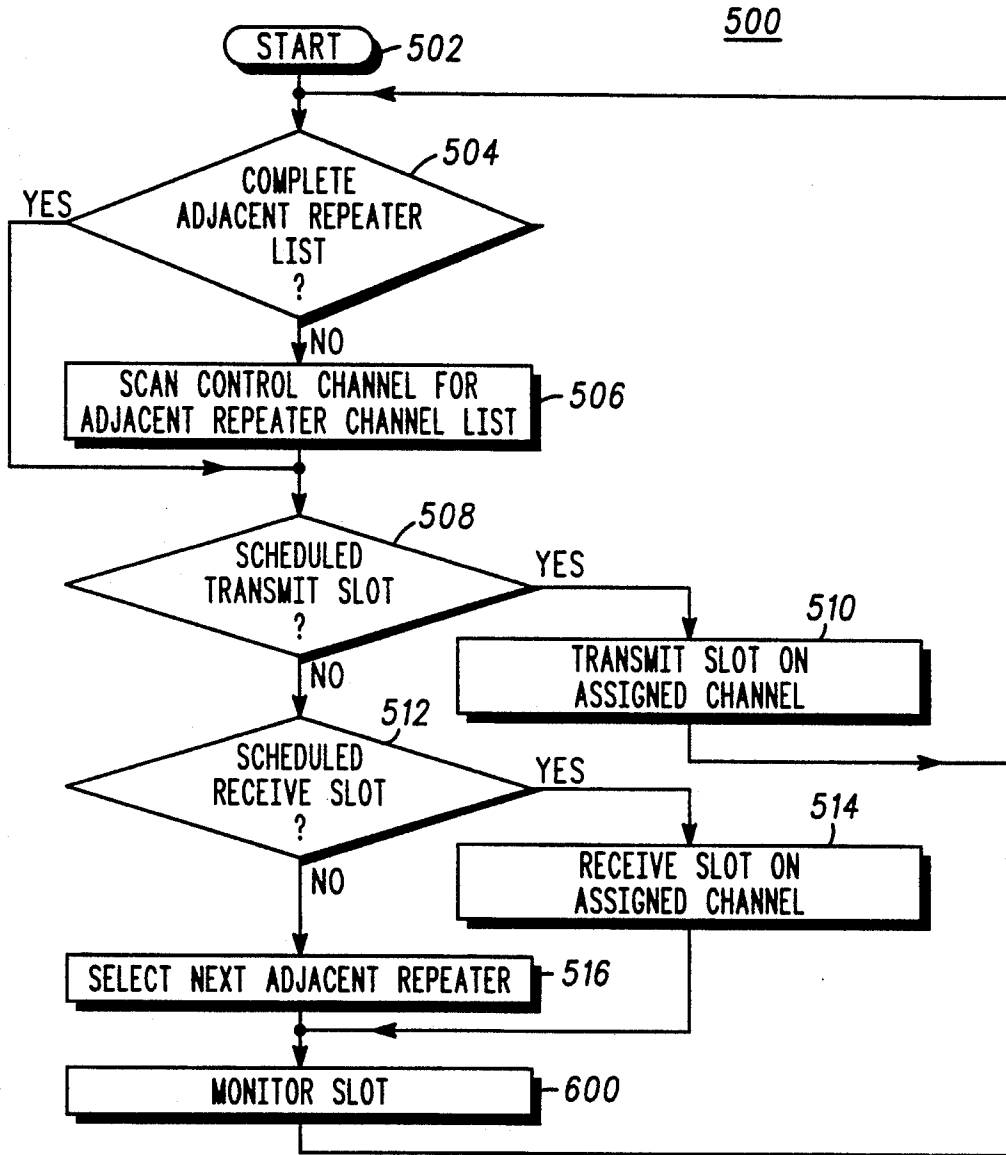 500
START
502
504
COMPLETE
ADJACENT REPEATER
LIST
?
YES
NO
SCAN CONTROL CHANNEL FOR
ADJACENT REPEATER CHANNEL LIST
506
508
SCHEDULED
TRANSMIT SLOT
?
YES
NO
510
TRANSMIT SLOT ON
ASSIGNED CHANNEL
512
SCHEDULED
RECEIVE SLOT
?
YES
NO
514
RECEIVE SLOT ON
ASSIGNED CHANNEL
SELECT NEXT ADJACENT REPEATER
516
MONITOR SLOT
600